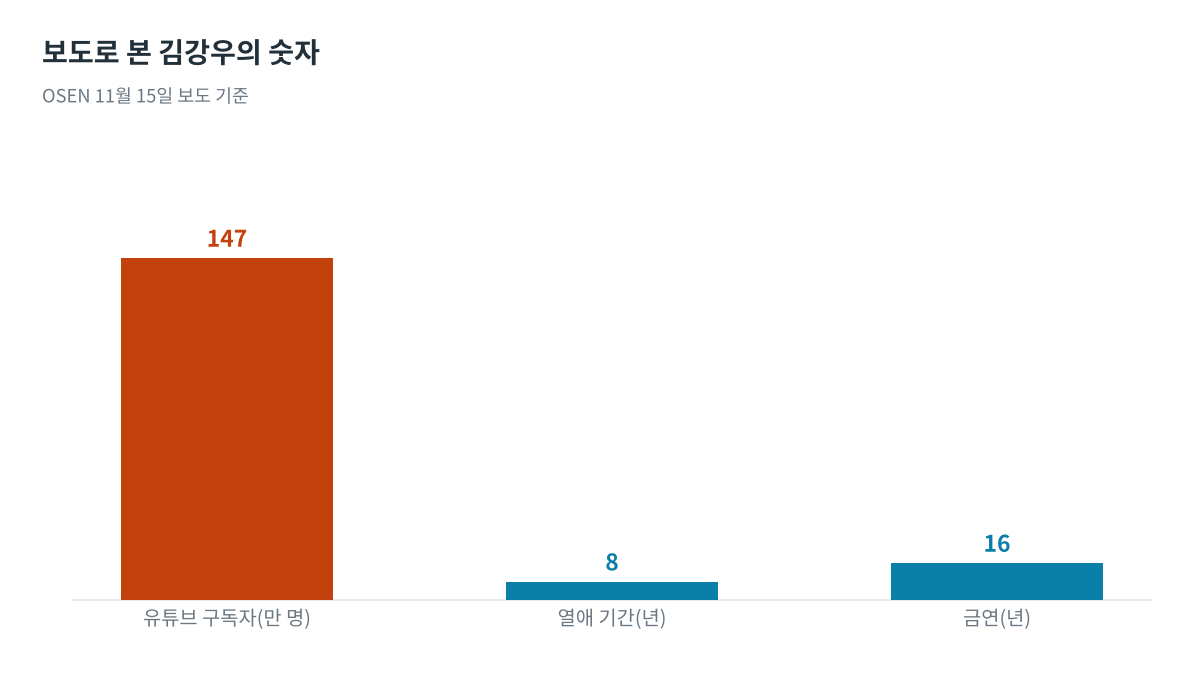 보도로 본 김강우의 숫자
OSEN 11월 15일 보도 기준
147
8
16
유튜브 구독자(만 명)
열애 기간(년)
금연(년)